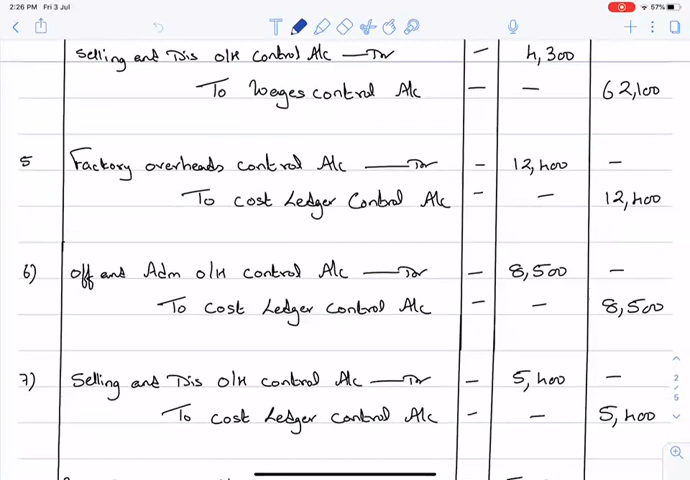 2:26 PM Fri 3 Jul
57%
Selling and Dis O/H control A/c — Dr - 4,300
To Wages control A/c - - 62,100
5 Factory overheads control A/c — Dr - 12,400 -
To cost Ledger Control A/c - - 12,400
6) Off and Adm O/H control A/c — Dr - 8,500 -
To cost Ledger control A/c - - 8,500
7) Selling and Dis O/H control A/c — Dr - 5,400 -
To cost Ledger control A/c - - 5,400
2
/
5